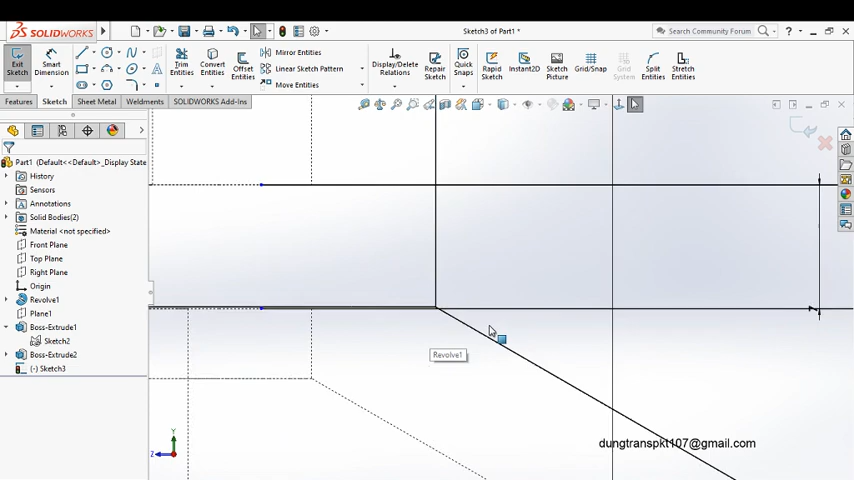 SOLIDWORKS
Sketch3 of Part1 *
Search Community Forum
Exit Sketch
Smart Dimension
Trim Entities
Convert Entities
Offset Entities
Mirror Entities
Linear Sketch Pattern
Move Entities
Display/Delete Relations
Repair Sketch
Quick Snaps
Rapid Sketch
Instant2D
Sketch Picture
Grid/Snap
Grid System
Split Entities
Stretch Entities
Features
Sketch
Sheet Metal
Weldments
SOLIDWORKS Add-Ins
Part1 (Default<<Default>_Display State
History
Sensors
Annotations
Solid Bodies(2)
Material <not specified>
Front Plane
Top Plane
Right Plane
Origin
Revolve1
Plane1
Boss-Extrude1
Sketch2
Boss-Extrude2
(-) Sketch3
Revolve1
Y
Z
dungtranspkt107@gmail.com